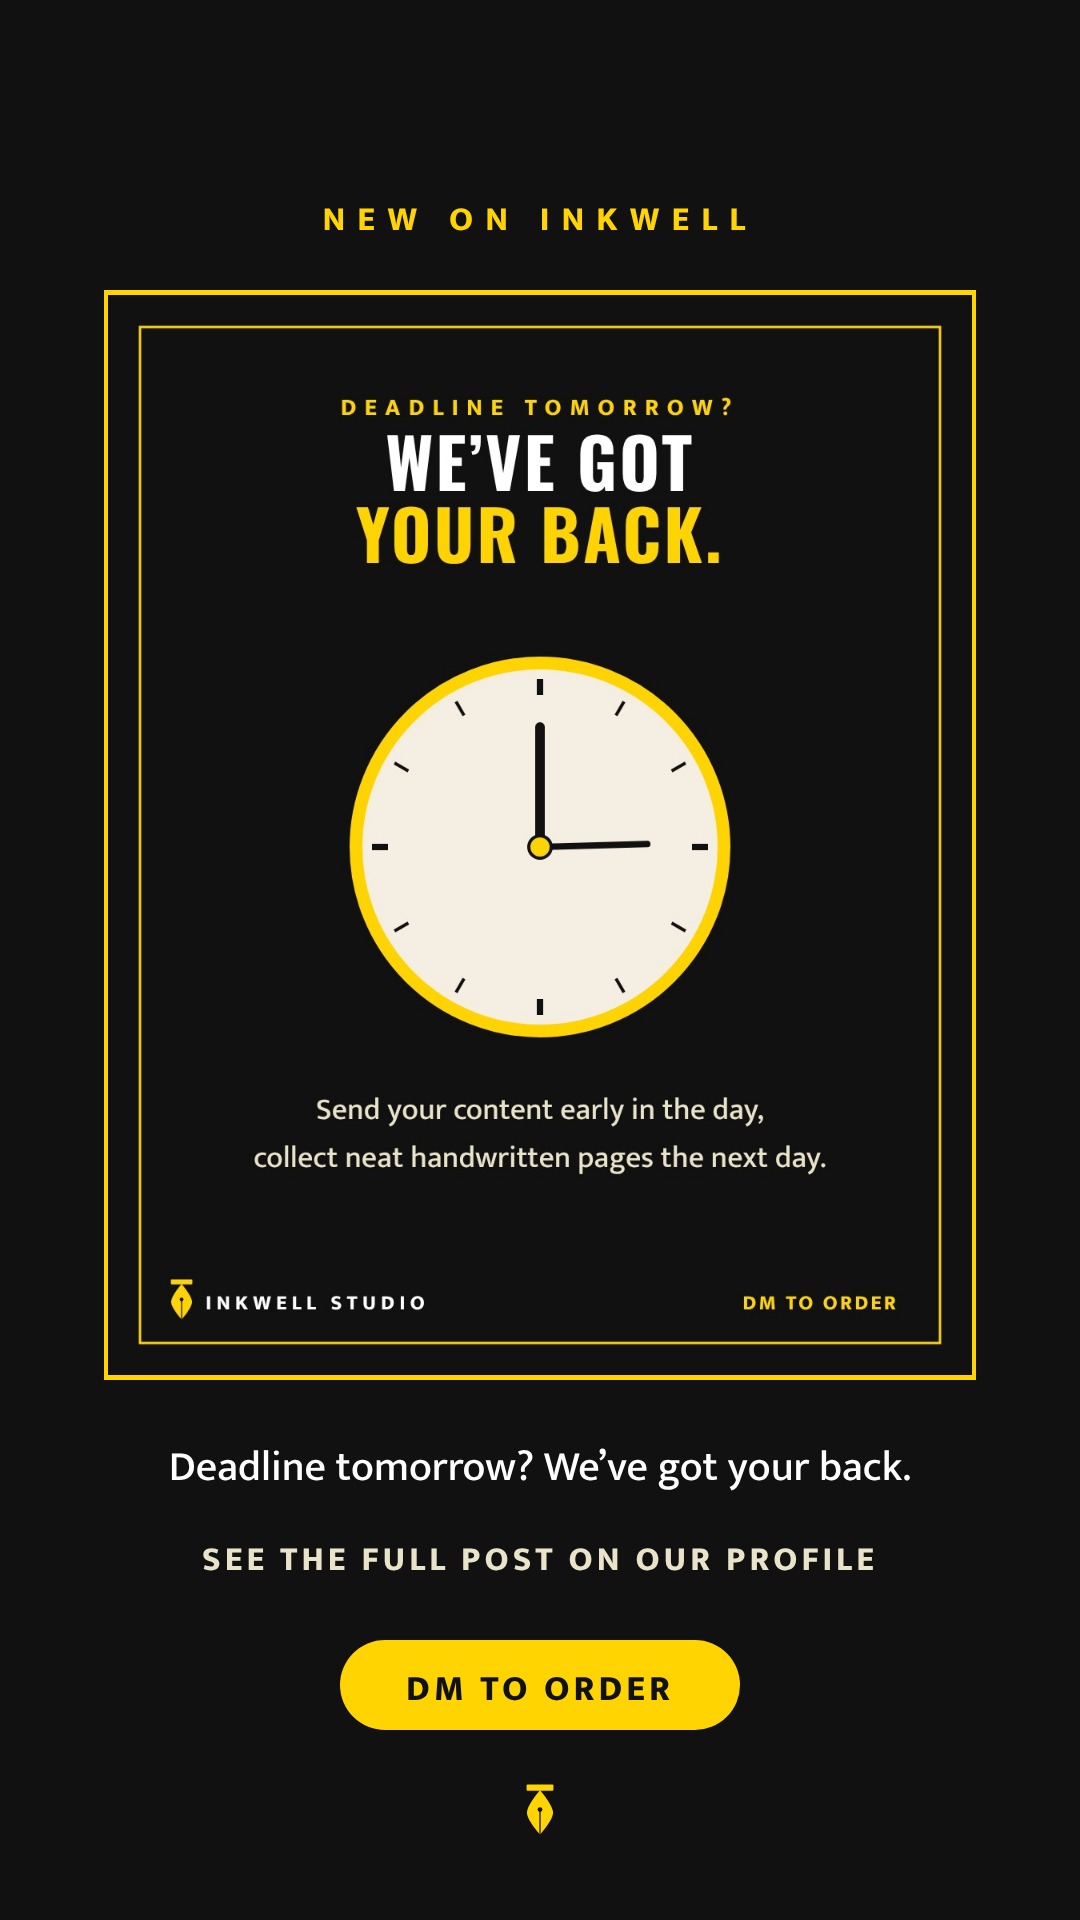 NEW ON INKWELL
DEADLINE TOMORROW?
WE’VE GOT
YOUR BACK.
Send your content early in the day,
collect neat handwritten pages the next day.
INKWELL STUDIO
DM TO ORDER
Deadline tomorrow? We’ve got your back.
SEE THE FULL POST ON OUR PROFILE
DM TO ORDER